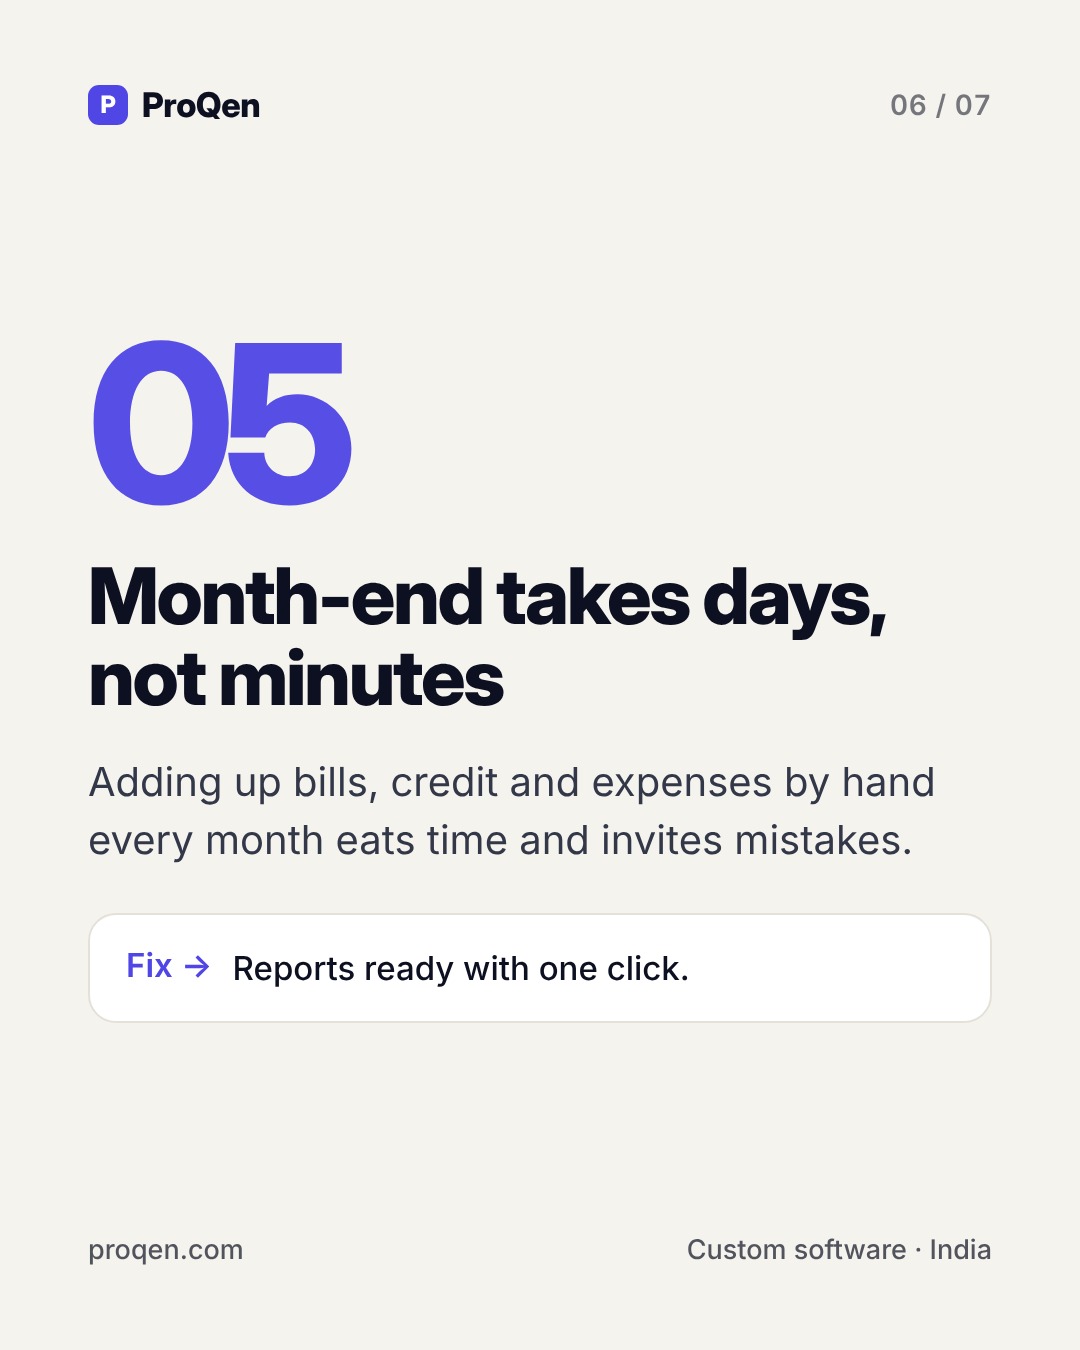 P ProQen
06 / 07
05
Month-end takes days,
not minutes
Adding up bills, credit and expenses by hand
every month eats time and invites mistakes.
Fix → Reports ready with one click.
proqen.com
Custom software · India